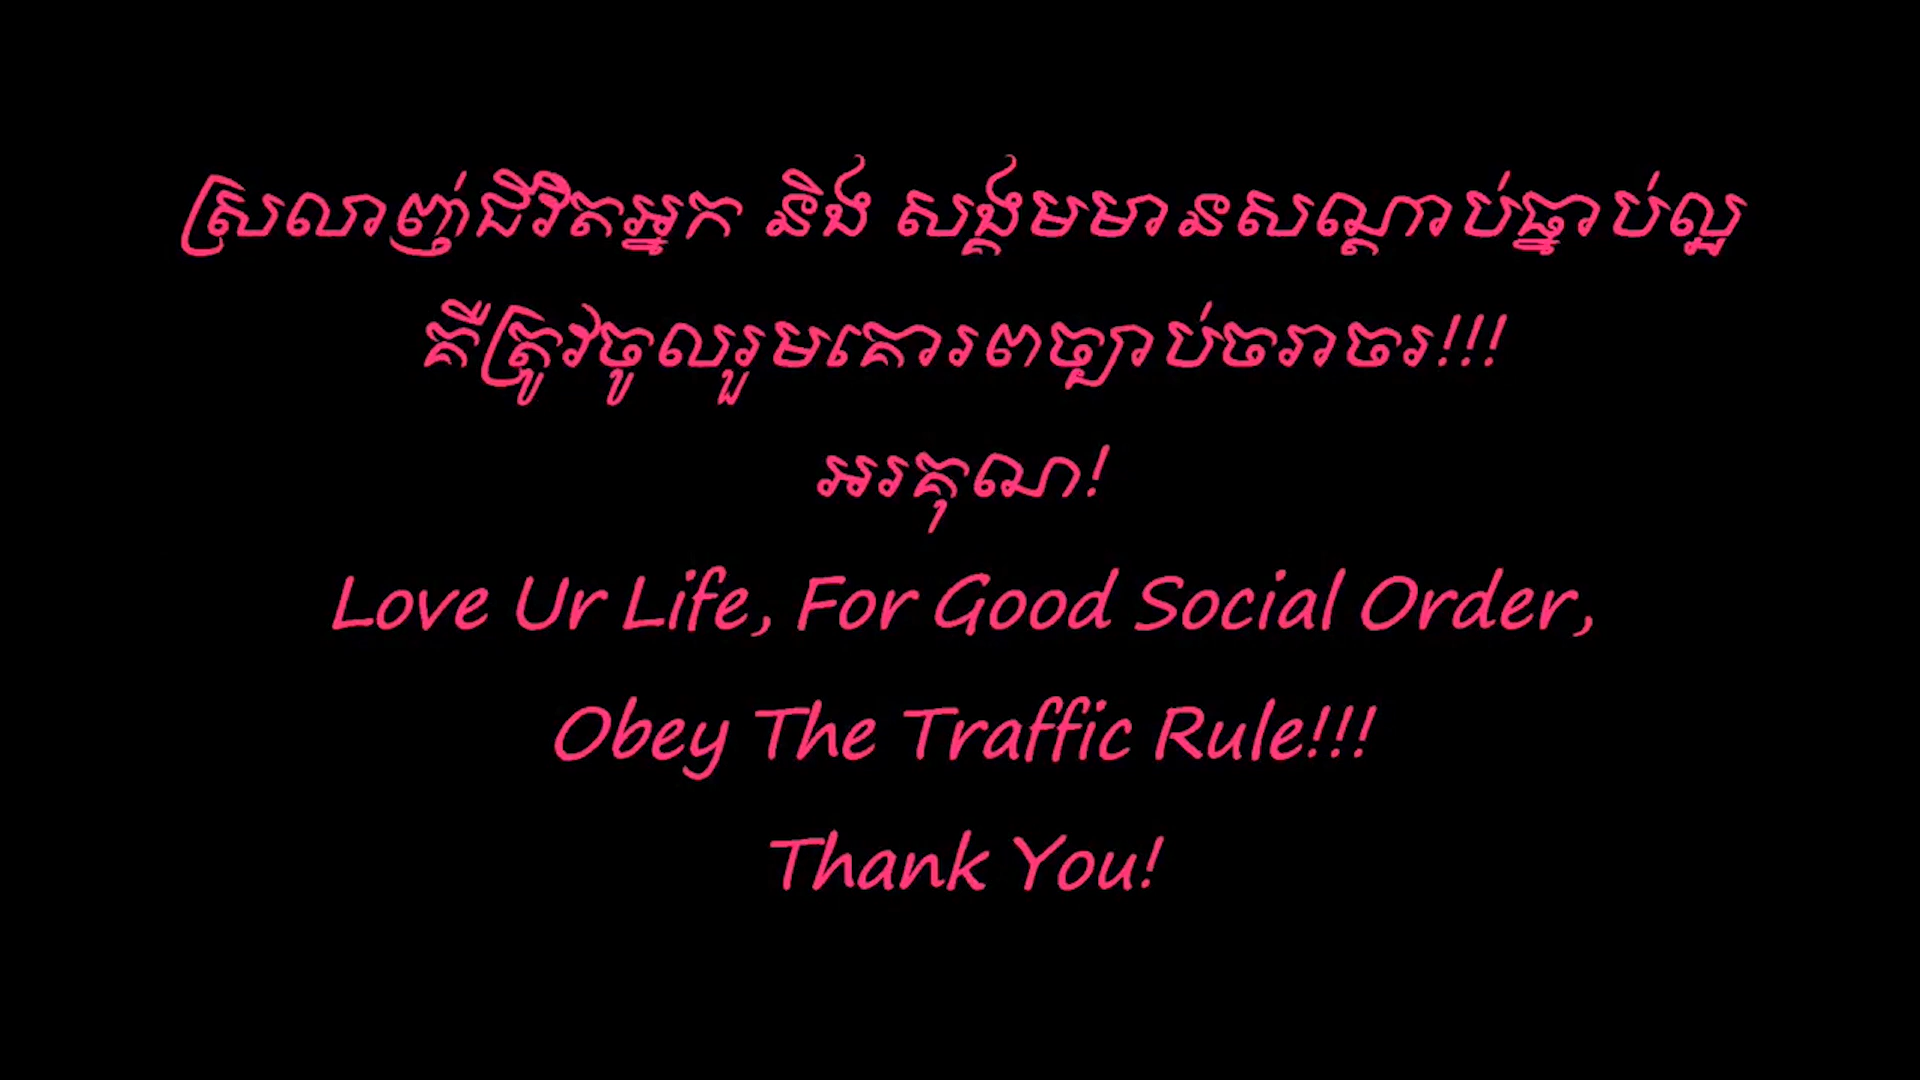 ស្រលាញ់ជីវិតអ្នក និង សង្គមមានសណ្ដាប់ធ្នាប់ល្អ
គឺត្រូវចូលរួមគោរពច្បាប់ចរាចរ!!!
អរគុណ!
Love Ur Life, For Good Social Order,
Obey The Traffic Rule!!!
Thank You!